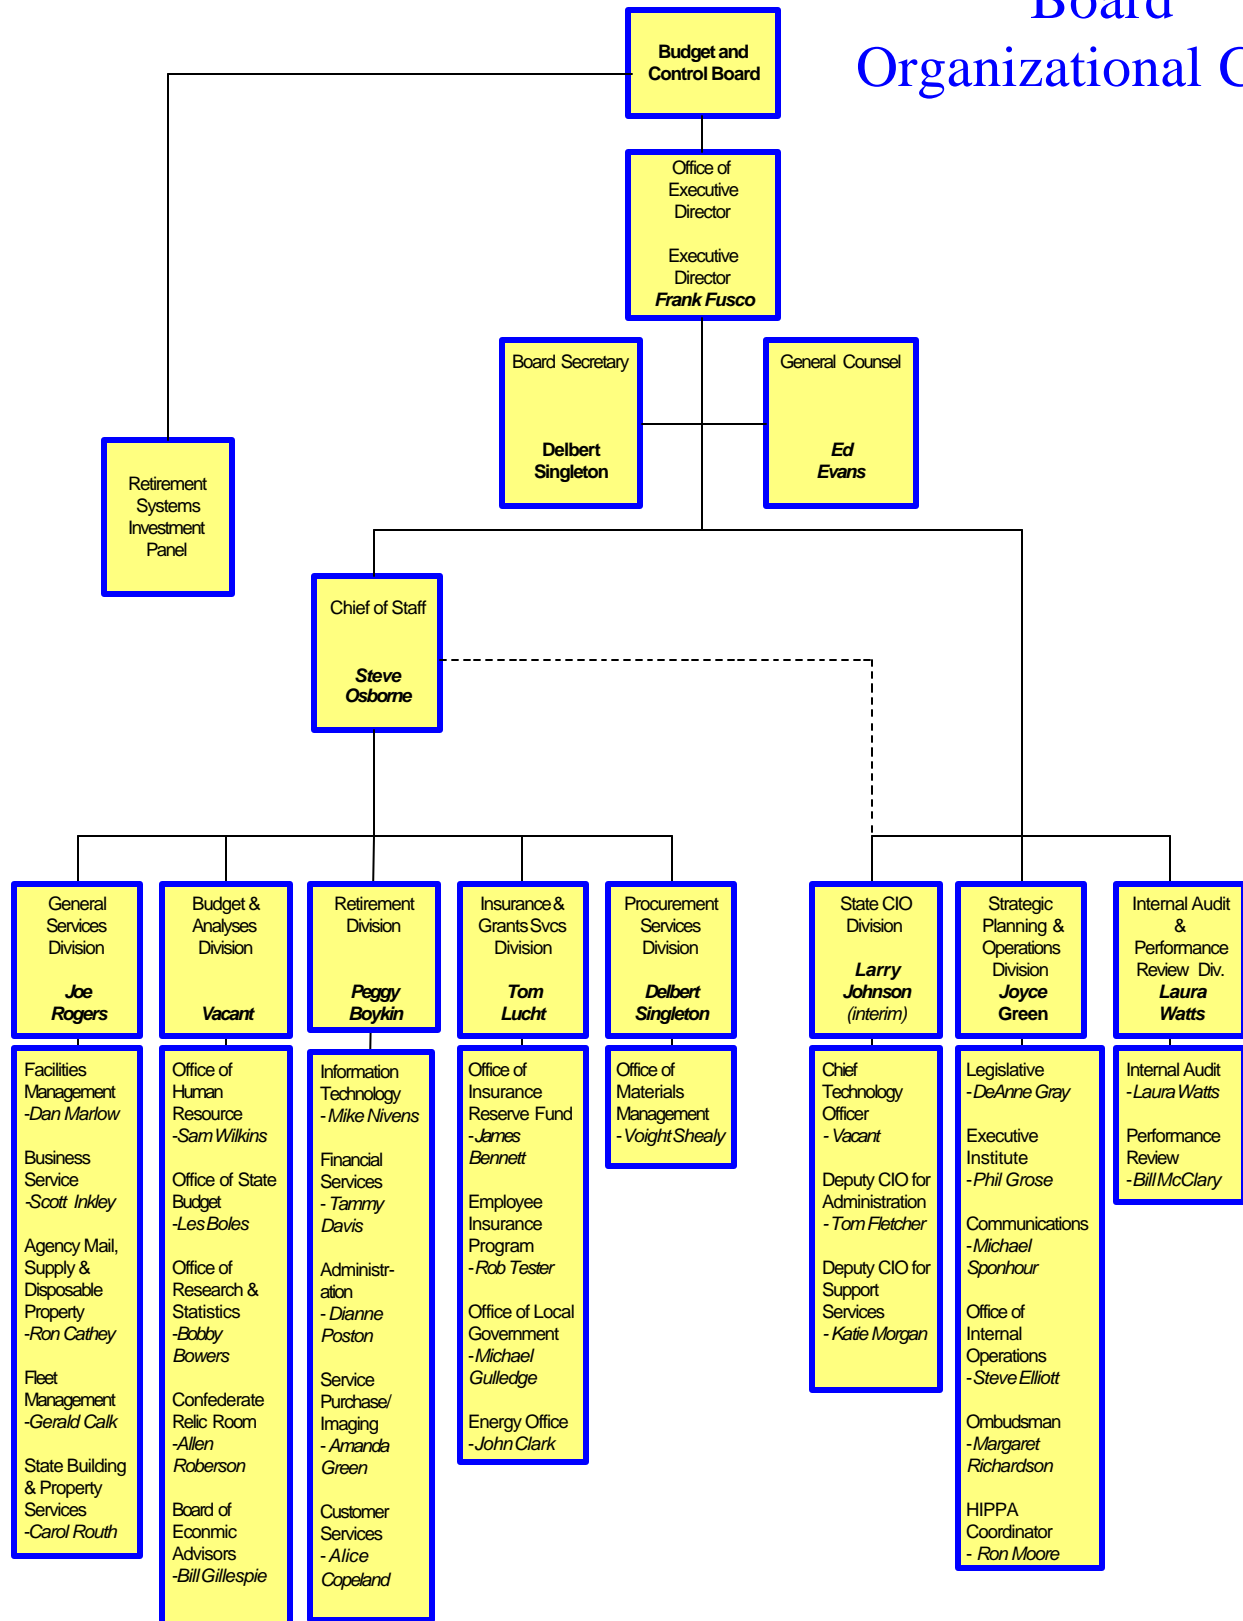 Board
Organizational C
Budget and
Control Board
Office of
Executive
Director
Executive
Director
Frank Fusco
Board Secretary
Delbert
Singleton
General Counsel
Ed
Evans
Retirement
Systems
Investment
Panel
Chief of Staff
Steve
Osborne
General
Services
Division
Joe
Rogers
Budget &
Analyses
Division
Vacant
Retirement
Division
Peggy
Boykin
Insurance &
Grants Svcs
Division
Tom
Lucht
Procurement
Services
Division
Delbert
Singleton
State CIO
Division
Larry
Johnson
(interim)
Strategic
Planning &
Operations
Division
Joyce
Green
Internal Audit
&
Performance
Review Div.
Laura
Watts
Facilities
Management
-Dan Marlow
Business
Service
-Scott Inkley
Agency Mail,
Supply &
Disposable
Property
-Ron Cathey
Fleet
Management
-Gerald Calk
State Building
& Property
Services
-Carol Routh
Office of
Human
Resource
-Sam Wilkins
Office of State
Budget
-Les Boles
Office of
Research &
Statistics
-Bobby
Bowers
Confederate
Relic Room
-Allen
Roberson
Board of
Econmic
Advisors
-Bill Gillespie
Information
Technology
- Mike Nivens
Financial
Services
- Tammy
Davis
Administr-
ation
- Dianne
Poston
Service
Purchase/
Imaging
- Amanda
Green
Customer
Services
- Alice
Copeland
Office of
Insurance
Reserve Fund
-James
Bennett
Employee
Insurance
Program
-Rob Tester
Office of Local
Government
-Michael
Gulledge
Energy Office
-John Clark
Office of
Materials
Management
-Voight Shealy
Chief
Technology
Officer
- Vacant
Deputy CIO for
Administration
- Tom Fletcher
Deputy CIO for
Support
Services
- Katie Morgan
Legislative
-DeAnne Gray
Executive
Institute
-Phil Grose
Communications
-Michael
Sponhour
Office of
Internal
Operations
-Steve Elliott
Ombudsman
-Margaret
Richardson
HIPPA
Coordinator
- Ron Moore
Internal Audit
-Laura Watts
Performance
Review
-Bill McClary